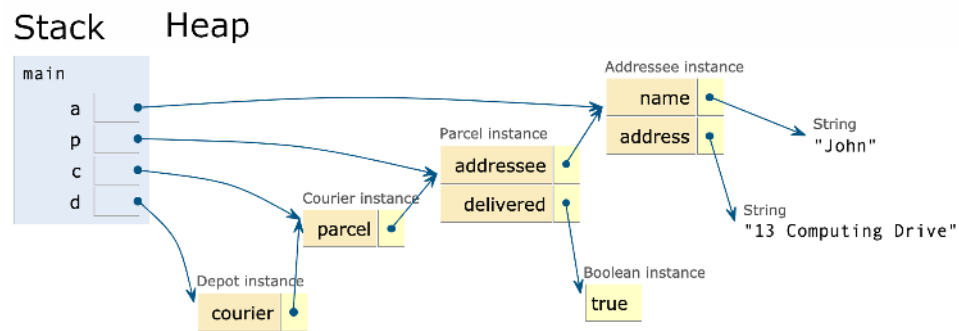 Stack Heap
main
a
p
c
d
Addressee instance
name
address
String
"John"
String
"13 Computing Drive"
Parcel instance
addressee
delivered
Courier instance
parcel
Depot instance
courier
Boolean instance
true